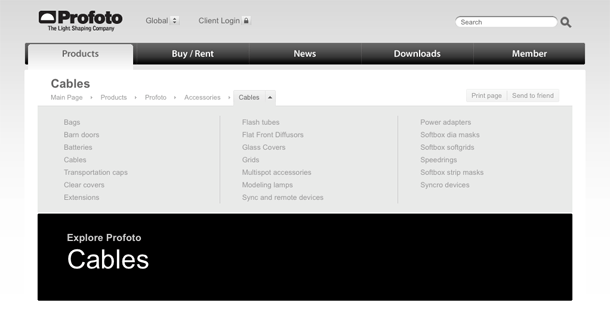 Profoto
The Light Shaping Company
Global
Client Login
Search
Products
Buy / Rent
News
Downloads
Member
Cables
Main Page
Products
Profoto
Accessories
Cables
Print page
Send to friend
Bags
Barn doors
Batteries
Cables
Transportation caps
Clear covers
Extensions
Flash tubes
Flat Front Diffusors
Glass Covers
Grids
Multispot accessories
Modeling lamps
Sync and remote devices
Power adapters
Softbox dia masks
Softbox softgrids
Speedrings
Softbox strip masks
Syncro devices
Explore Profoto
Cables